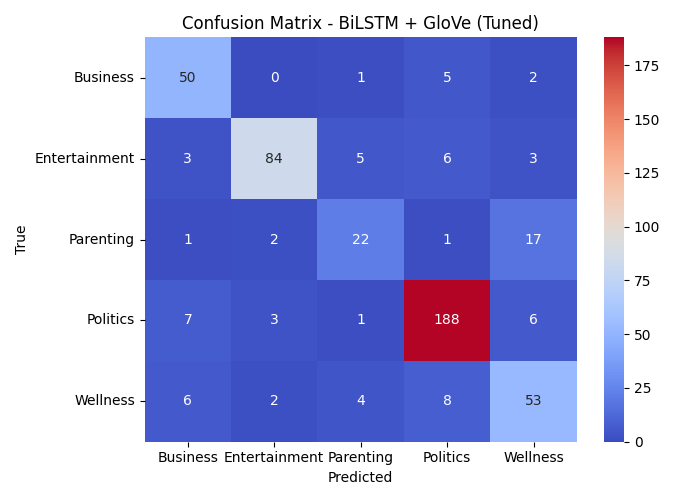 Confusion Matrix - BiLSTM + GloVe (Tuned)
Business 50 0 1 5 2
Entertainment 3 84 5 6 3
Parenting 1 2 22 1 17
Politics 7 3 1 188 6
Wellness 6 2 4 8 53
Business Entertainment Parenting Politics Wellness
Predicted
True
175
150
125
100
75
50
25
0